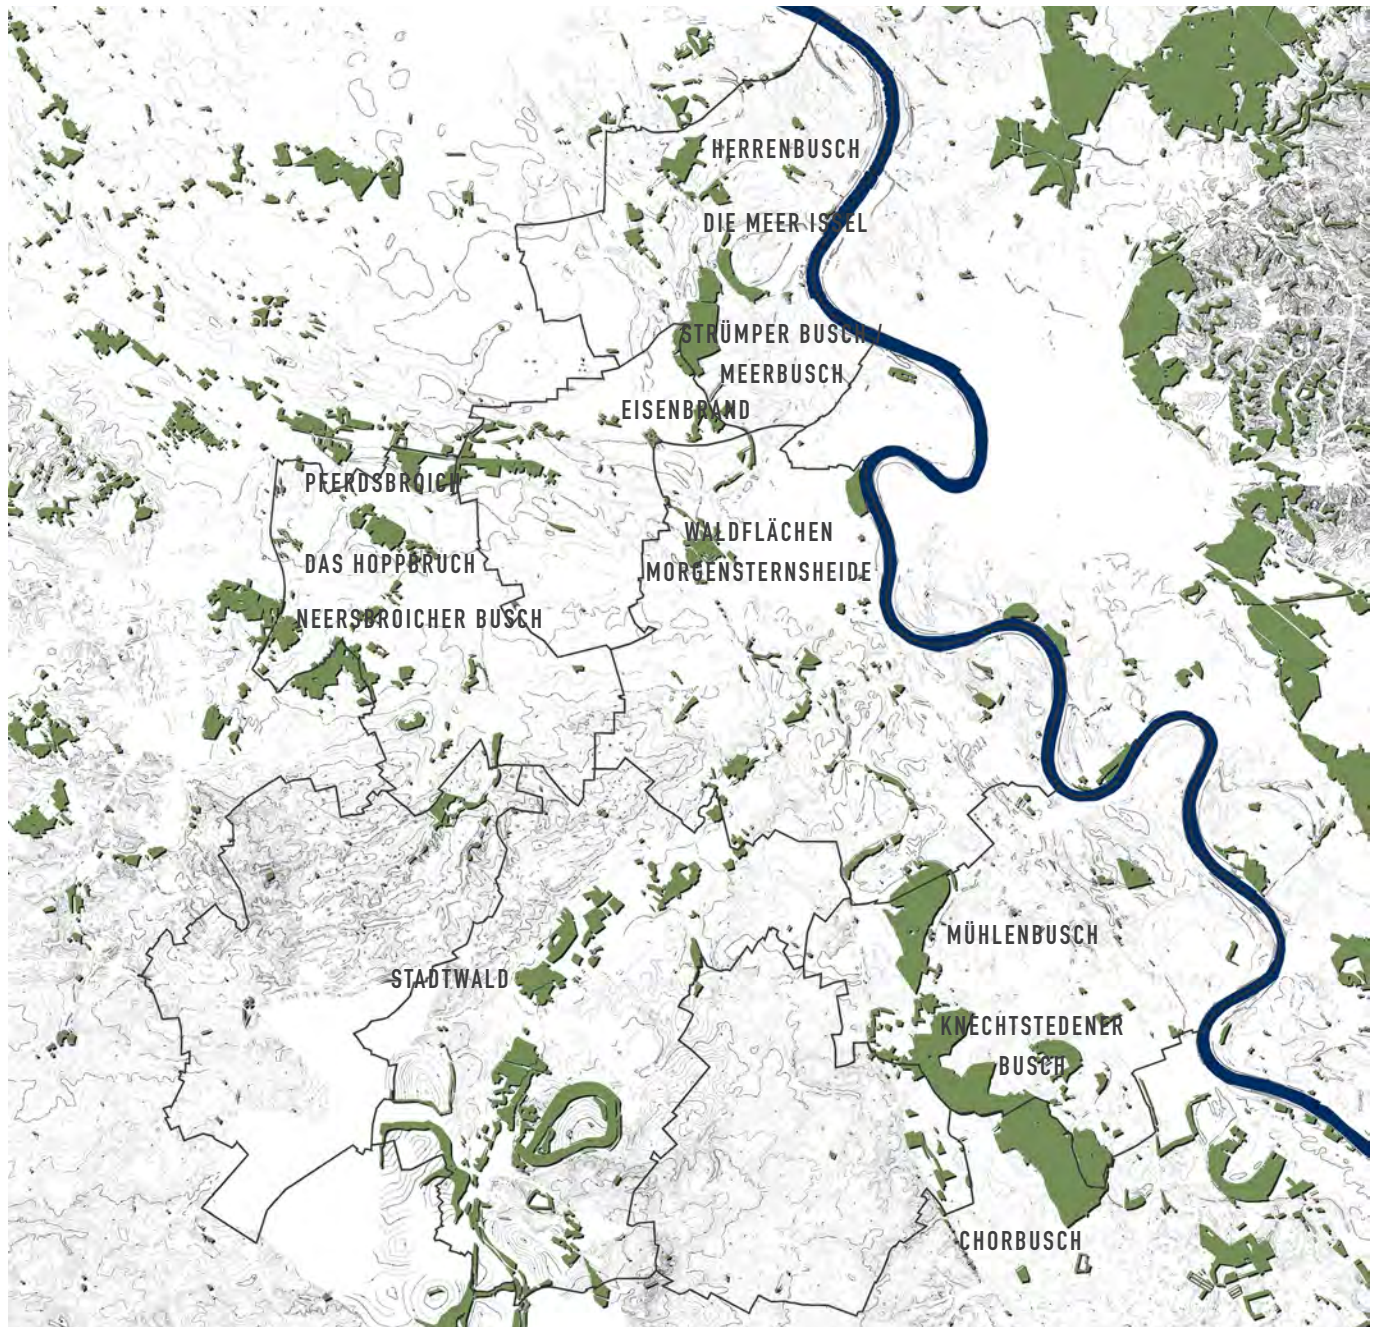 HERRENBUSCH
DIE MEER ISSEL
STRÜMPER BUSCH /
MEERBUSCH
EISENBRAND
PFERDSBROICH
WALDFLÄCHEN
MORGENSTERNSHEIDE
DAS HOPPBRUCH
NEERSBROICHER BUSCH
MÜHLENBUSCH
STADTWALD
KNECHTSTEDENER
BUSCH
CHORBUSCH